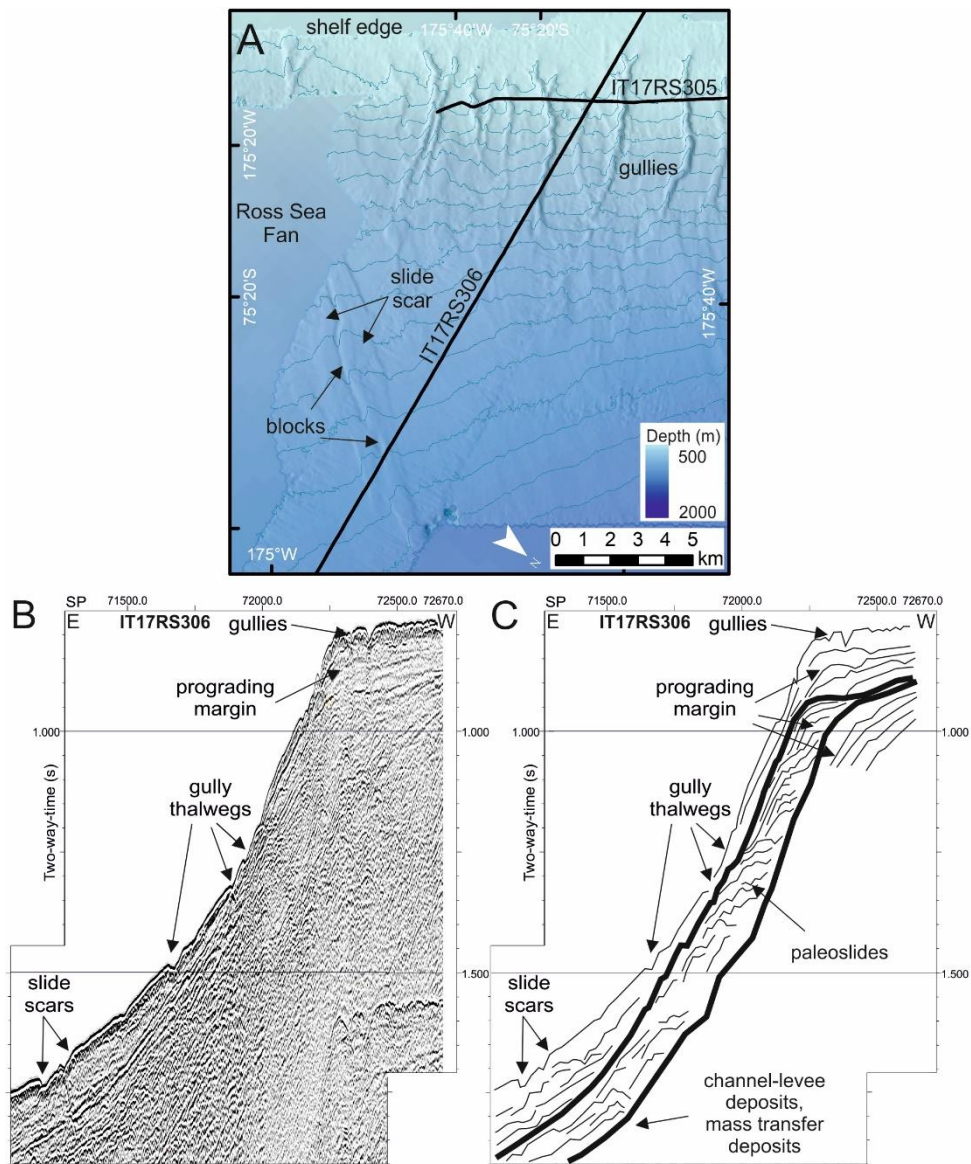 A
shelf edge
175°40'W
75°20'S
IT17RS305
175°20'W
gullies
Ross Sea
Fan
slide
scar
75°20'S
IT17RS306
175°40'W
blocks
Depth (m)
500
2000
175°W
N
0 1 2 3 4 5
km
B
SP
71500.0
72000.0
72500.0
72670.0
E
IT17RS306
W
gullies
prograding
margin
1.000
1.000
gully
thalwegs
Two-way-time (s)
1.500
slide
scars
C
SP
71500.0
72000.0
72500.0
72670.0
E
IT17RS306
W
gullies
prograding
margin
1.000
gully
thalwegs
Two-way-time (s)
paleoslides
1.500
slide
scars
channel-levee
deposits,
mass transfer
deposits